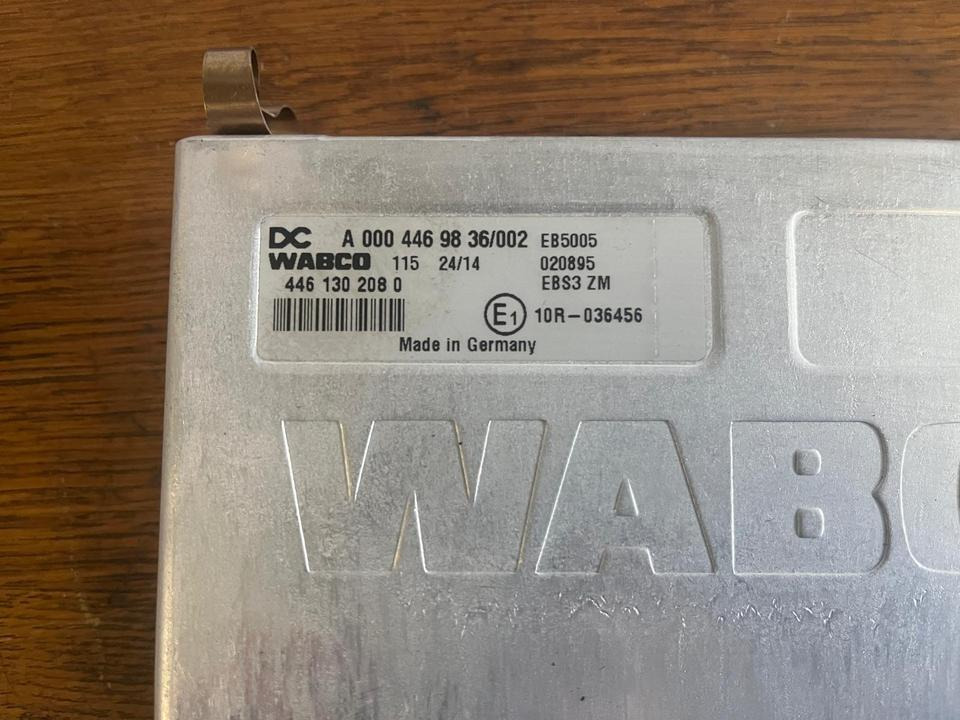 DC A 000 446 98 36/002 EB5005
WABCO 115 24/14 020895
446 130 208 0 EBS3 ZM
E1 10R-036456
Made in Germany
WABC